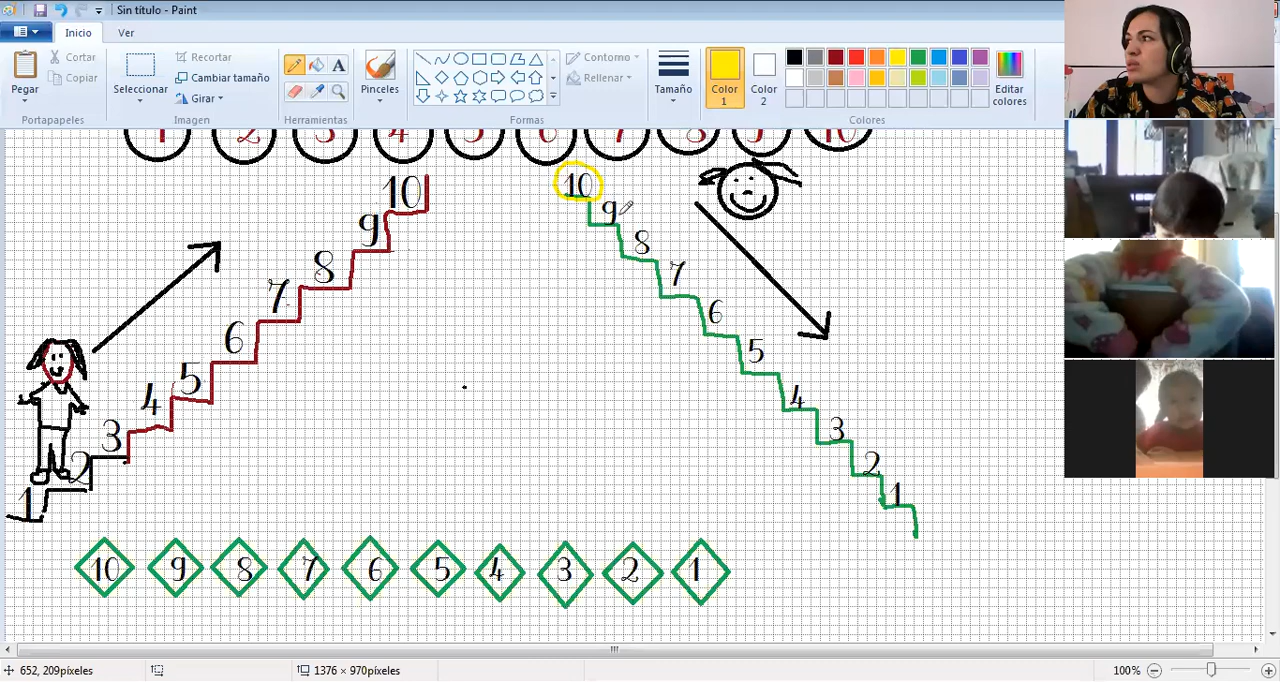 Sin título - Paint
Inicio Ver
Cortar
Copiar
Pegar
Portapapeles
Seleccionar
Recortar
Cambiar tamaño
Girar
Imagen
A
Herramientas
Pinceles
Contorno
Rellenar
Formas
Tamaño
Color 1
Color 2
Editar colores
Colores
1 2 3 4 5 6 7 8 9 10
1 2 3 4 5 6 7 8 9 10
10
9
8
7
6
5
4
3
2
1
10 9 8 7 6 5 4 3 2 1
652, 209píxeles
1376 × 970píxeles
100%